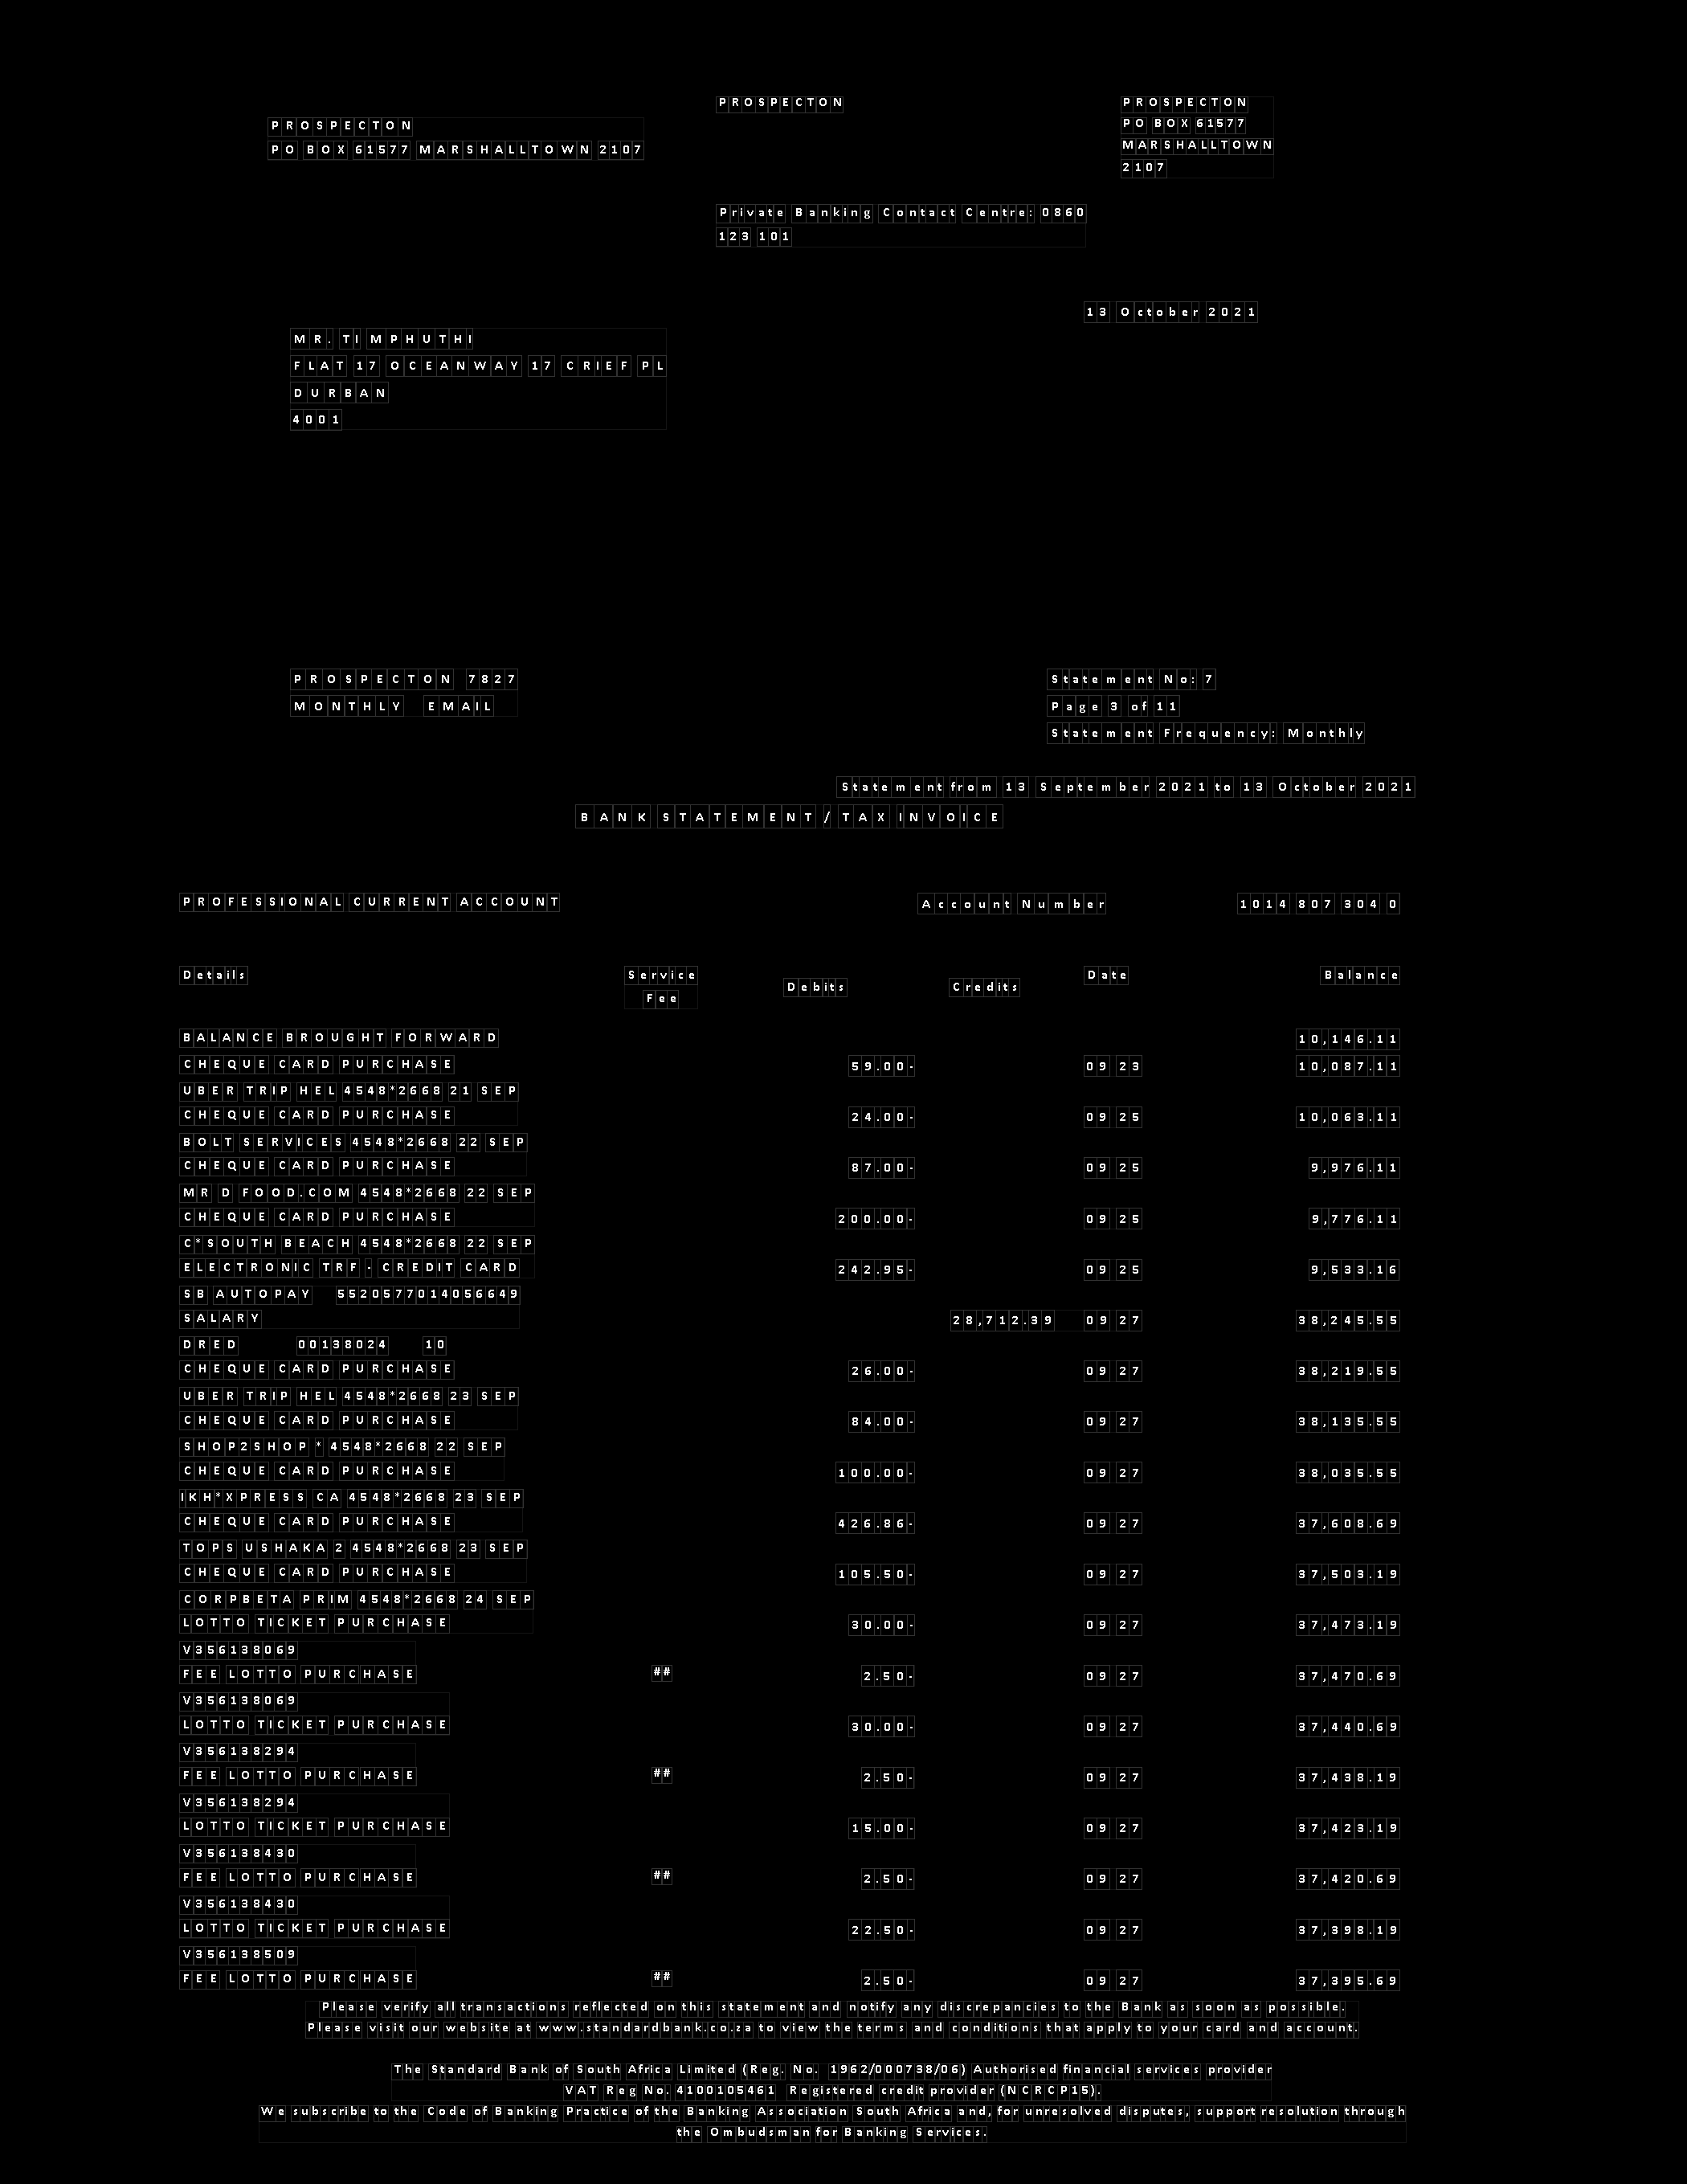 PROSPECTON
PO BOX 61577 MARSHALLTOWN 2107
PROSPECTON
PROSPECTON
PO BOX 61577
MARSHALLTOWN
2107
Private Banking Contact Centre: 0860
123 101
13 October 2021
MR. TI MPHUTHI
FLAT 17 OCEANWAY 17 CRIEF PL
DURBAN
4001
PROSPECTON 7827
MONTHLY EMAIL
Statement No: 7
Page 3 of 11
Statement Frequency: Monthly
Statement from 13 September 2021 to 13 October 2021
BANK STATEMENT / TAX INVOICE
PROFESSIONAL CURRENT ACCOUNT Account Number 1014 807 3040 0
Details Service Fee Debits Credits Date Balance
BALANCE BROUGHT FORWARD 10,146.11
CHEQUE CARD PURCHASE 59.00- 09 23 10,087.11
UBER TRIP HEL 4548*2668 21 SEP
CHEQUE CARD PURCHASE 24.00- 09 25 10,063.11
BOLT SERVICES 4548*2668 22 SEP
CHEQUE CARD PURCHASE 87.00- 09 25 9,976.11
MR D FOOD.COM 4548*2668 22 SEP
CHEQUE CARD PURCHASE 200.00- 09 25 9,776.11
C*SOUTH BEACH 4548*2668 22 SEP
ELECTRONIC TRF - CREDIT CARD 242.95- 09 25 9,533.16
SB AUTOPAY 5520577014056649
SALARY 28,712.39 09 27 38,245.55
DRED 00138024 10
CHEQUE CARD PURCHASE 26.00- 09 27 38,219.55
UBER TRIP HEL 4548*2668 23 SEP
CHEQUE CARD PURCHASE 84.00- 09 27 38,135.55
SHOP2SHOP * 4548*2668 22 SEP
CHEQUE CARD PURCHASE 100.00- 09 27 38,035.55
IKH*XPRESS CA 4548*2668 23 SEP
CHEQUE CARD PURCHASE 426.86- 09 27 37,608.69
TOPS USHAKA 2 4548*2668 23 SEP
CHEQUE CARD PURCHASE 105.50- 09 27 37,503.19
CORPBETA PRIM 4548*2668 24 SEP
LOTTO TICKET PURCHASE 30.00- 09 27 37,473.19
V356138069
FEE LOTTO PURCHASE ## 2.50- 09 27 37,470.69
V356138069
LOTTO TICKET PURCHASE 30.00- 09 27 37,440.69
V356138294
FEE LOTTO PURCHASE ## 2.50- 09 27 37,438.19
V356138294
LOTTO TICKET PURCHASE 15.00- 09 27 37,423.19
V356138430
FEE LOTTO PURCHASE ## 2.50- 09 27 37,420.69
V356138430
LOTTO TICKET PURCHASE 22.50- 09 27 37,398.19
V356138509
FEE LOTTO PURCHASE ## 2.50- 09 27 37,395.69
Please verify all transactions reflected on this statement and notify any discrepancies to the Bank as soon as possible.
Please visit our website at www.standardbank.co.za to view the terms and conditions that apply to your card and account.
The Standard Bank of South Africa Limited (Reg. No. 1962/000738/06) Authorised financial services provider
VAT Reg No. 4100105461 Registered credit provider (NCRCP15).
We subscribe to the Code of Banking Practice of the Banking Association South Africa and, for unresolved disputes, support resolution through
the Ombudsman for Banking Services.